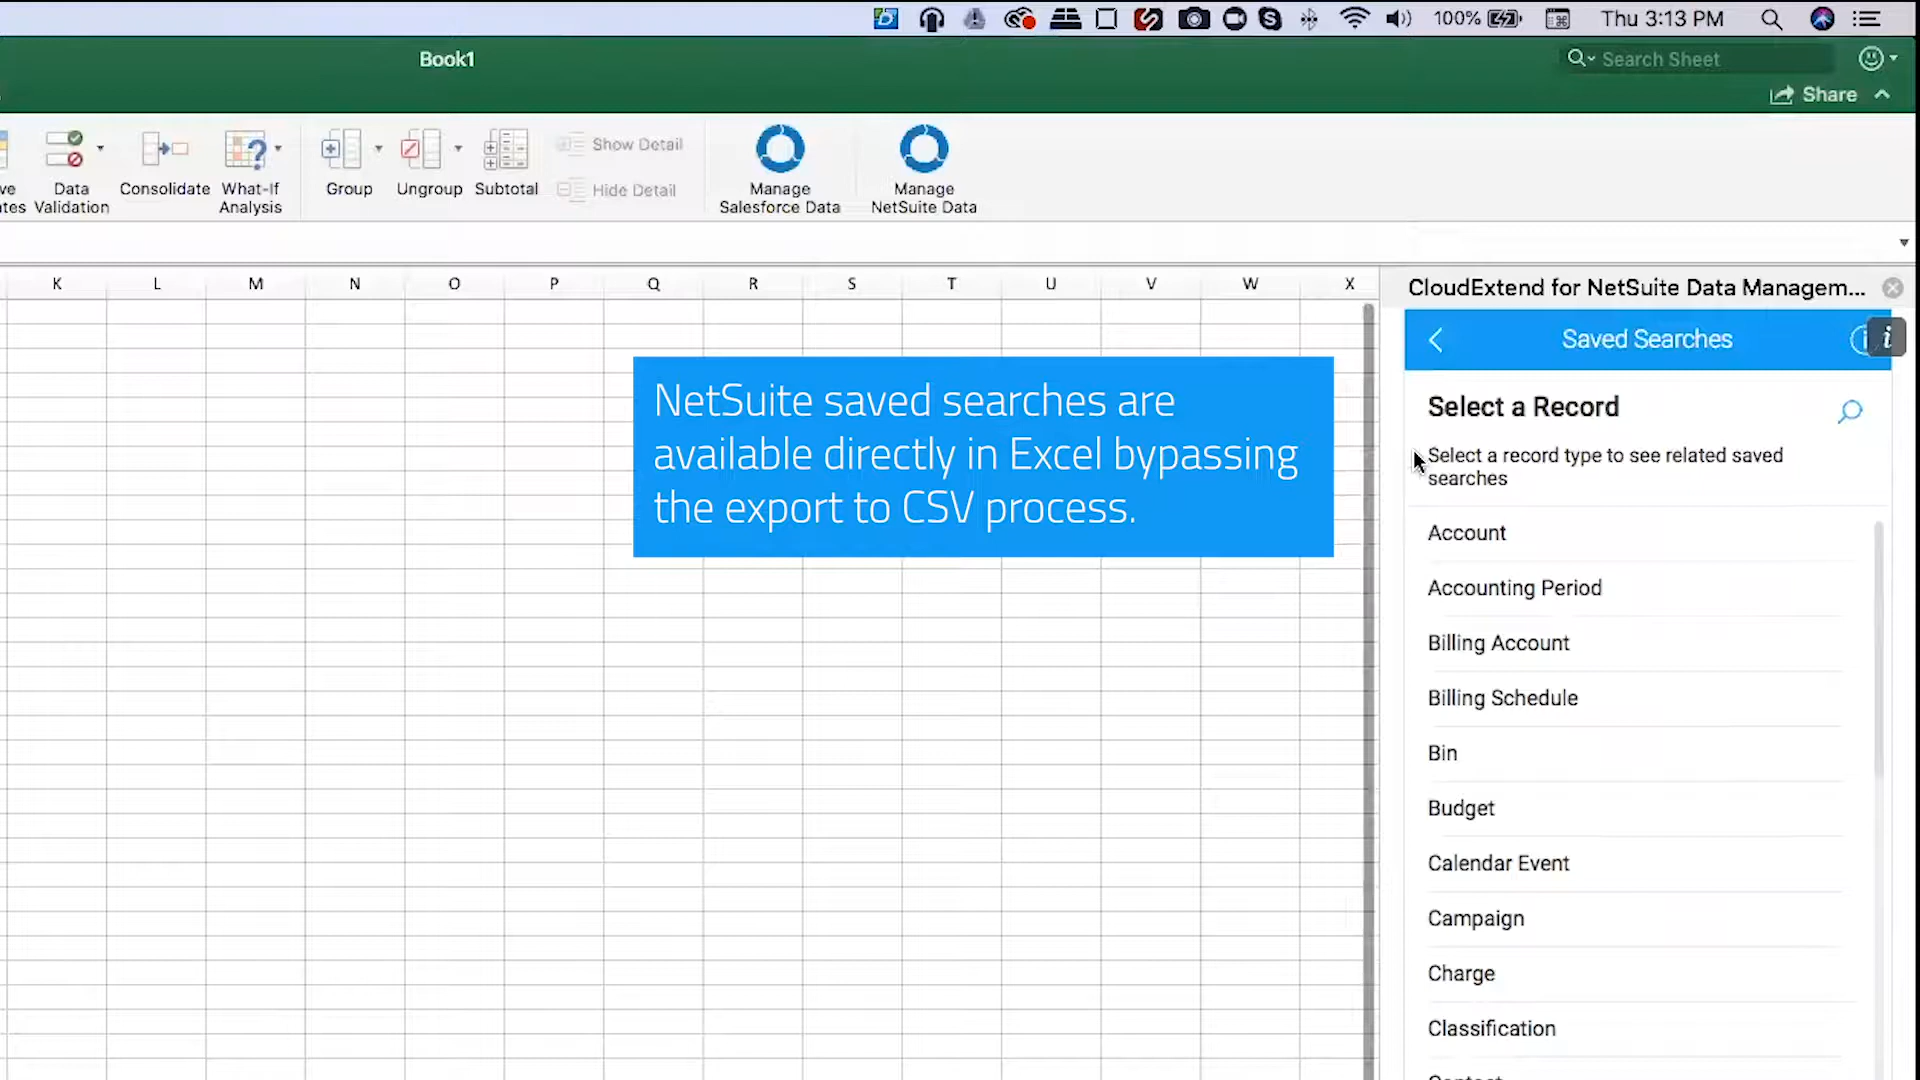 100%
Thu 3:13 PM
Book1
Search Sheet
Share
Data
Validation
Consolidate
What-If
Analysis
Group
Ungroup
Subtotal
Show Detail
Hide Detail
Manage
Salesforce Data
Manage
NetSuite Data
K L M N O P Q R S T U V W X
CloudExtend for NetSuite Data Managem...
Saved Searches
NetSuite saved searches are
available directly in Excel bypassing
the export to CSV process.
Select a Record
Select a record type to see related saved
searches
Account
Accounting Period
Billing Account
Billing Schedule
Bin
Budget
Calendar Event
Campaign
Charge
Classification